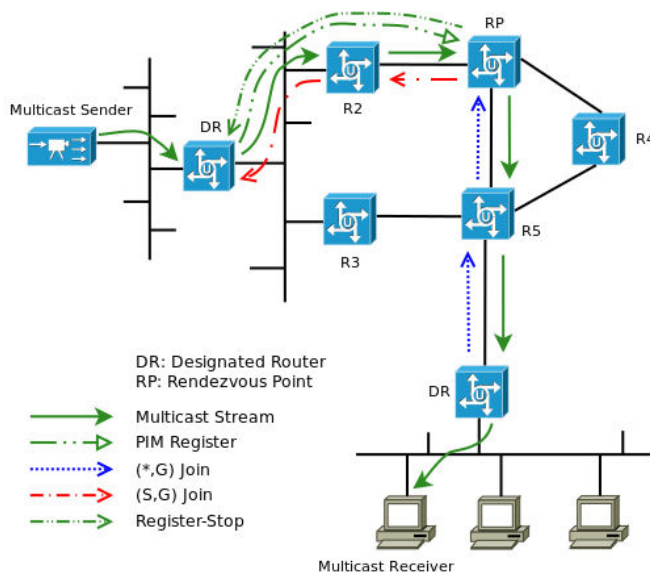 RP
Multicast Sender
DR
R2
R4
R5
R3
DR: Designated Router
RP: Rendezvous Point
DR
Multicast Stream
PIM Register
(*,G) Join
(S,G) Join
Register-Stop
Multicast Receiver